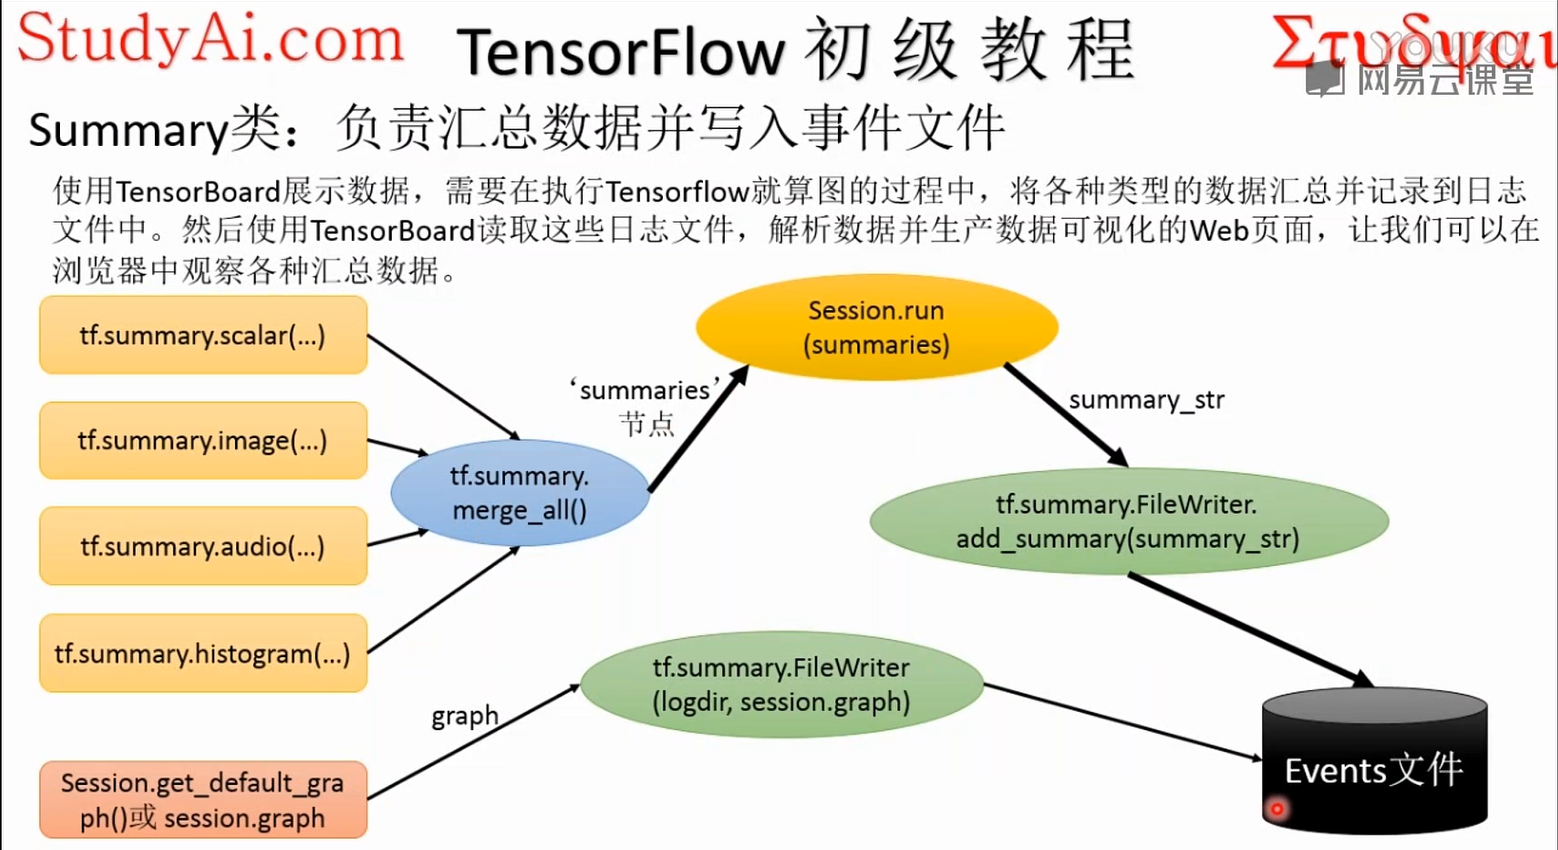 StudyAi.com
TensorFlow 初 级 教 程
Στυδψαι
YOUKU
网易云课堂
Summary类：负责汇总数据并写入事件文件
使用TensorBoard展示数据，需要在执行Tensorflow就算图的过程中，将各种类型的数据汇总并记录到日志
文件中。然后使用TensorBoard读取这些日志文件，解析数据并生产数据可视化的Web页面，让我们可以在
浏览器中观察各种汇总数据。
tf.summary.scalar(...)
tf.summary.image(...)
tf.summary.audio(...)
tf.summary.histogram(...)
Session.get_default_gra
ph()或 session.graph
tf.summary.
merge_all()
‘summaries’
节点
Session.run
(summaries)
summary_str
tf.summary.FileWriter.
add_summary(summary_str)
graph
tf.summary.FileWriter
(logdir, session.graph)
Events文件